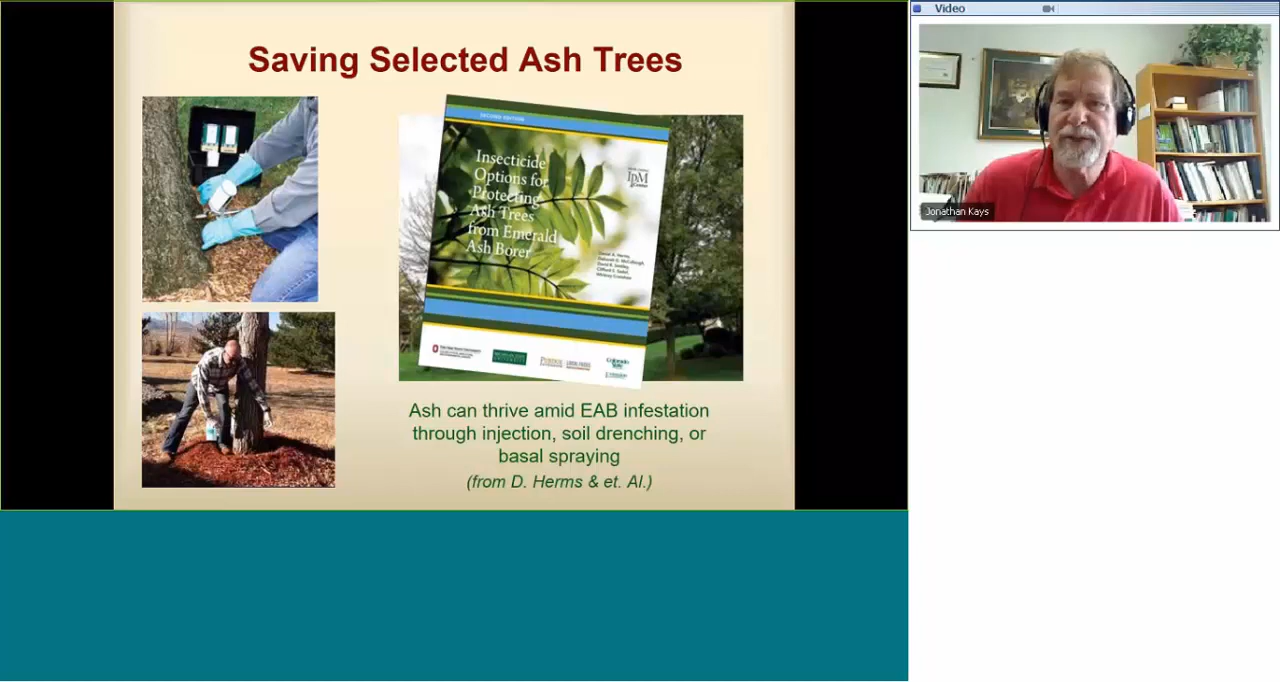 Saving Selected Ash Trees
SECOND EDITION
Insecticide
Options for
Protecting
Ash Trees
from Emerald
Ash Borer
IPM
Center
Ash can thrive amid EAB infestation
through injection, soil drenching, or
basal spraying
(from D. Herms & et. Al.)
Video
Jonathan Kays